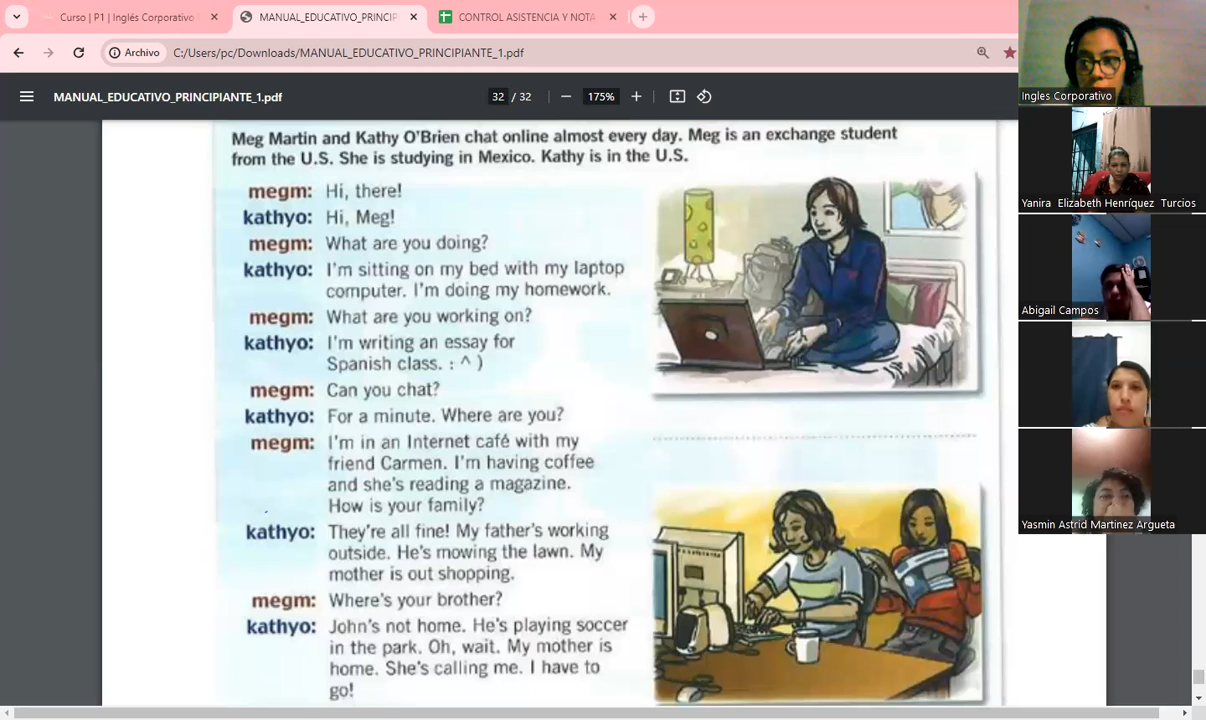 Curso | P1 | Inglés Corporativo
MANUAL_EDUCATIVO_PRINCIP
CONTROL ASISTENCIA Y NOTA
Archivo
C:/Users/pc/Downloads/MANUAL_EDUCATIVO_PRINCIPIANTE_1.pdf
MANUAL_EDUCATIVO_PRINCIPIANTE_1.pdf
32 / 32
175%
Meg Martin and Kathy O'Brien chat online almost every day. Meg is an exchange student
from the U.S. She is studying in Mexico. Kathy is in the U.S.
megm: Hi, there!
kathyo: Hi, Meg!
megm: What are you doing?
kathyo: I'm sitting on my bed with my laptop
computer. I'm doing my homework.
megm: What are you working on?
kathyo: I'm writing an essay for
Spanish class. : ^ )
megm: Can you chat?
kathyo: For a minute. Where are you?
megm: I'm in an Internet café with my
friend Carmen. I'm having coffee
and she's reading a magazine.
How is your family?
kathyo: They're all fine! My father's working
outside. He's mowing the lawn. My
mother is out shopping.
megm: Where's your brother?
kathyo: John's not home. He's playing soccer
in the park. Oh, wait. My mother is
home. She's calling me. I have to
go!
Ingles Corporativo
Yanira Elizabeth Henríquez Turcios
Abigail Campos
Yasmin Astrid Martinez Argueta